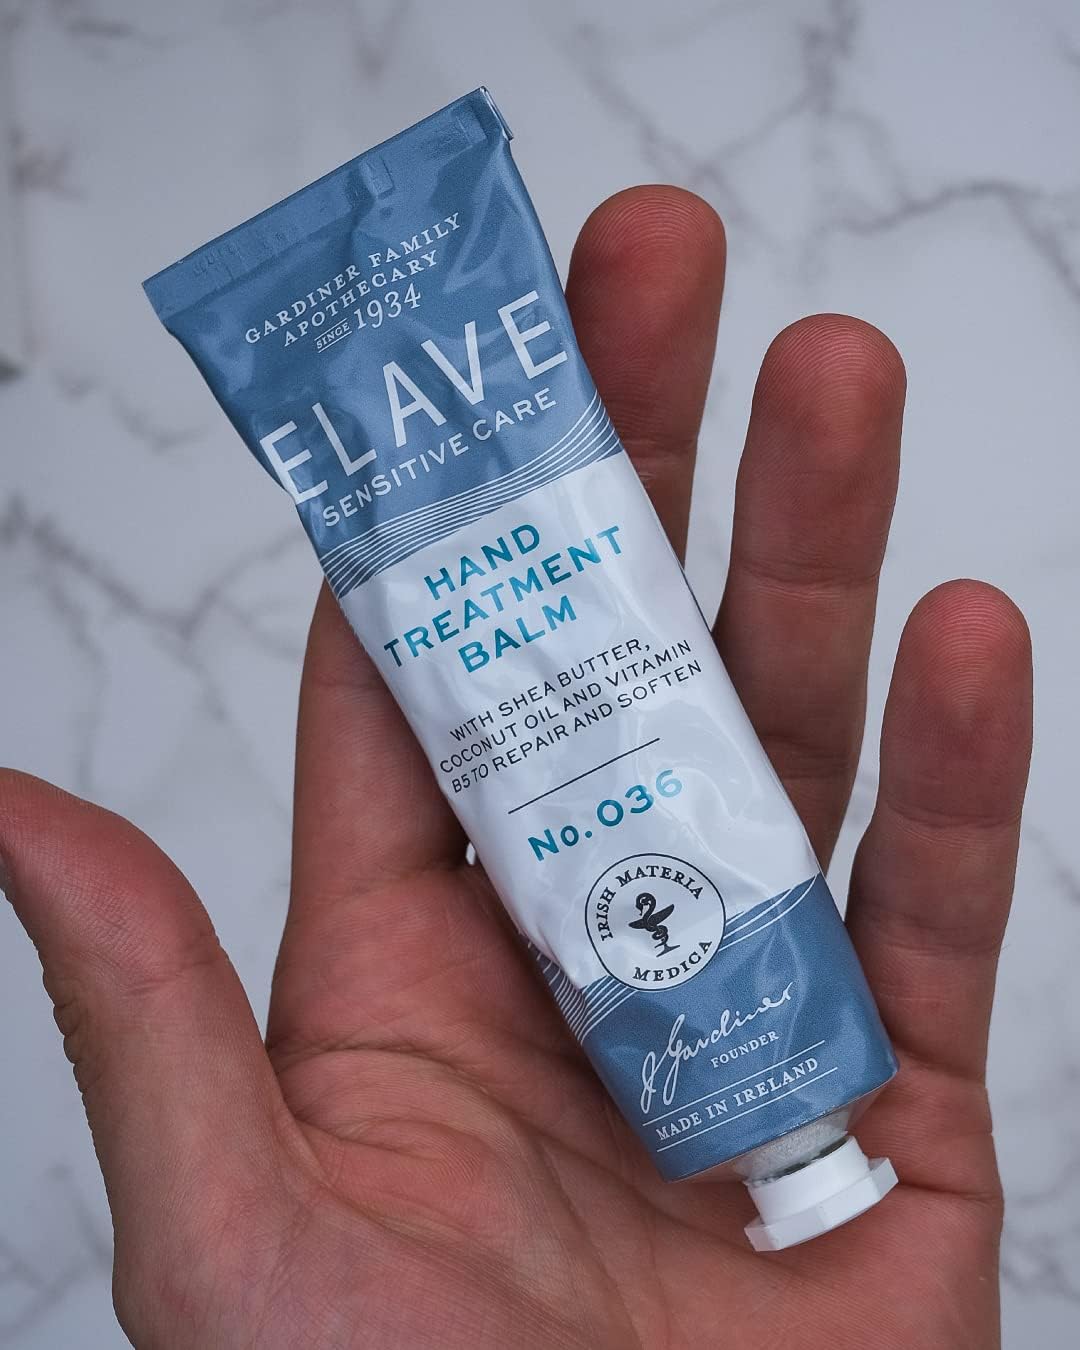 GARDINER FAMILY
APOTHECARY
SINCE 1934
ELAVE
SENSITIVE CARE
HAND
TREATMENT
BALM
WITH SHEA BUTTER,
COCONUT OIL AND VITAMIN
B5 TO REPAIR AND SOFTEN
No. 036
IRISH MATERIA
MEDICA
J Gardiner
FOUNDER
MADE IN IRELAND